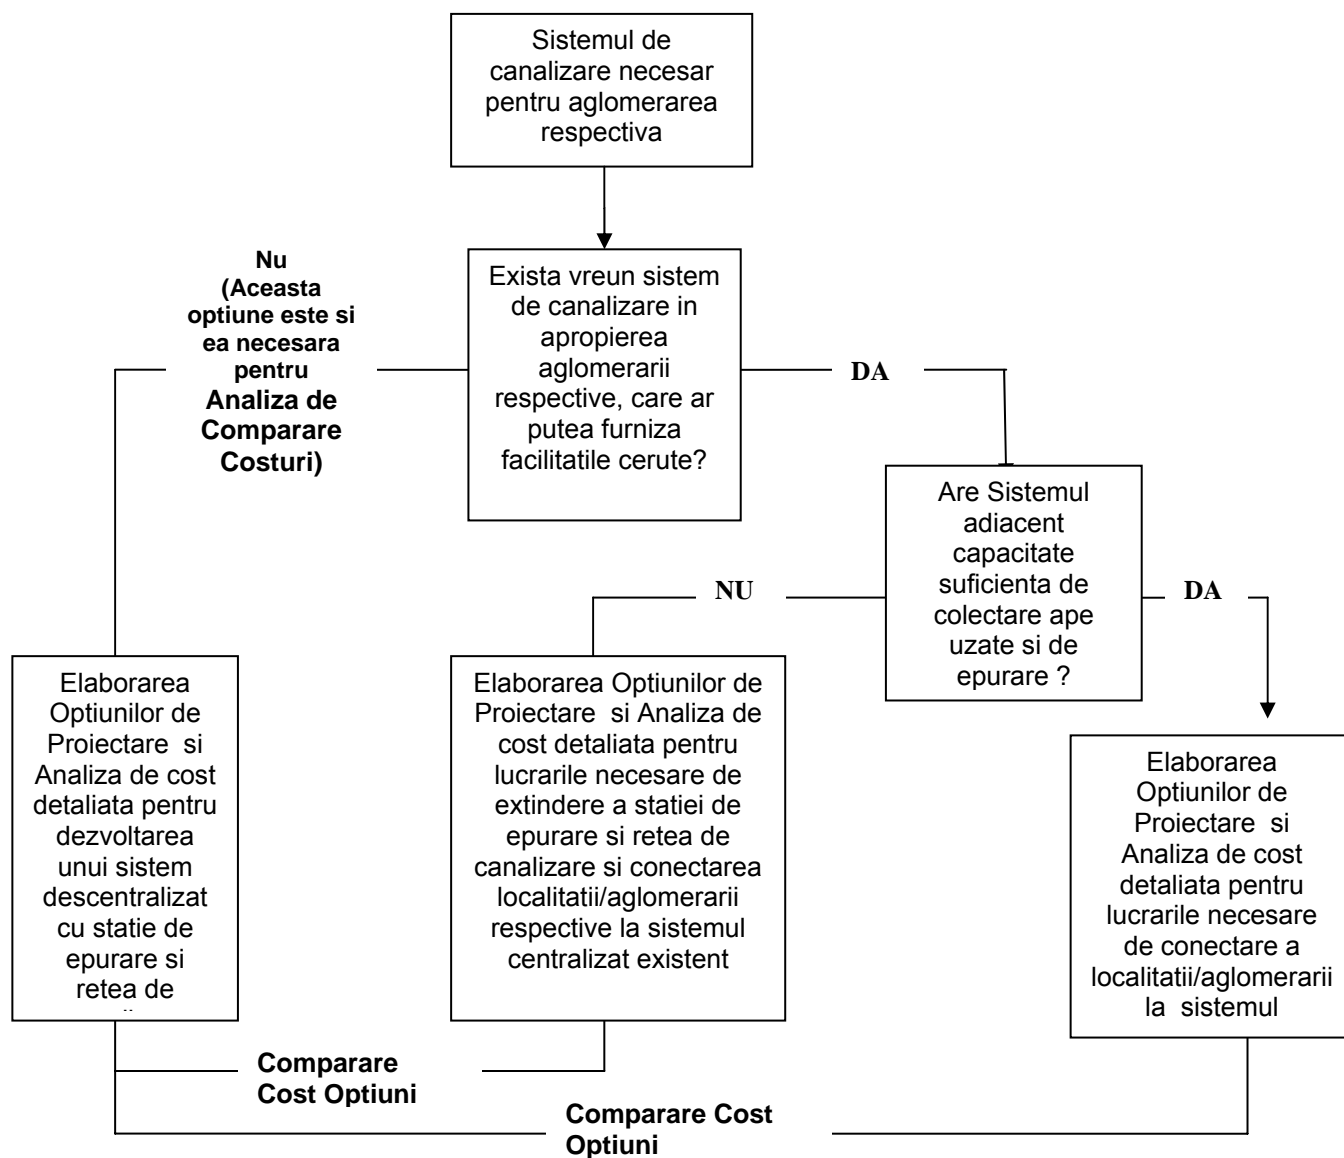 Sistemul de
canalizare necesar
pentru aglomerarea
respectiva
Nu
(Aceasta
optiune este si
ea necesara
pentru
Analiza de
Comparare
Costuri)
Exista vreun sistem
de canalizare in
apropierea
aglomerarii
respective, care ar
putea furniza
facilitatile cerute?
DA
Are Sistemul
adiacent
capacitate
suficienta de
colectare ape
uzate si de
epurare ?
NU
DA
Elaborarea
Optiunilor de
Proiectare si
Analiza de cost
detaliata pentru
dezvoltarea
unui sistem
descentralizat
cu statie de
epurare si
retea de
Elaborarea Optiunilor de
Proiectare si Analiza de
cost detaliata pentru
lucrarile necesare de
extindere a statiei de
epurare si retea de
canalizare si conectarea
localitatii/aglomerarii
respective la sistemul
centralizat existent
Elaborarea
Optiunilor de
Proiectare si
Analiza de cost
detaliata pentru
lucrarile necesare
de conectare a
localitatii/aglomerarii
la sistemul
Comparare
Cost Optiuni
Comparare Cost
Optiuni